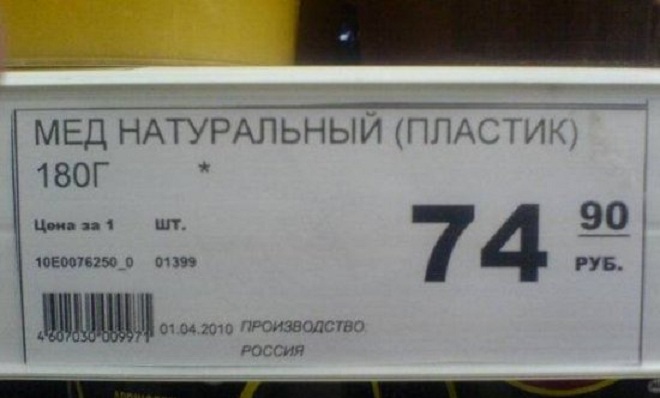 МЕД НАТУРАЛЬНЫЙ (ПЛАСТИК)
180Г *
Цена за 1 ШТ.
74 90
РУБ.
10E0076250_0 01399
4607030009971 01.04.2010 ПРОИЗВОДСТВО:
РОССИЯ